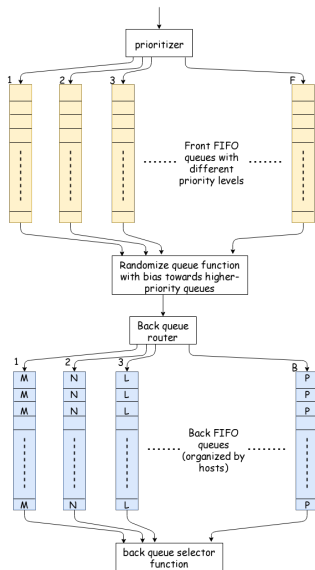 prioritizer
1 2 3 F
Front FIFO
queues with
different
priority levels
Randomize queue function
with bias towards higher-
priority queues
Back queue
router
1 2 3 B
M N L P
M N L P
M N L P
Back FIFO
queues
(organized by
hosts)
M N L P
back queue selector
function